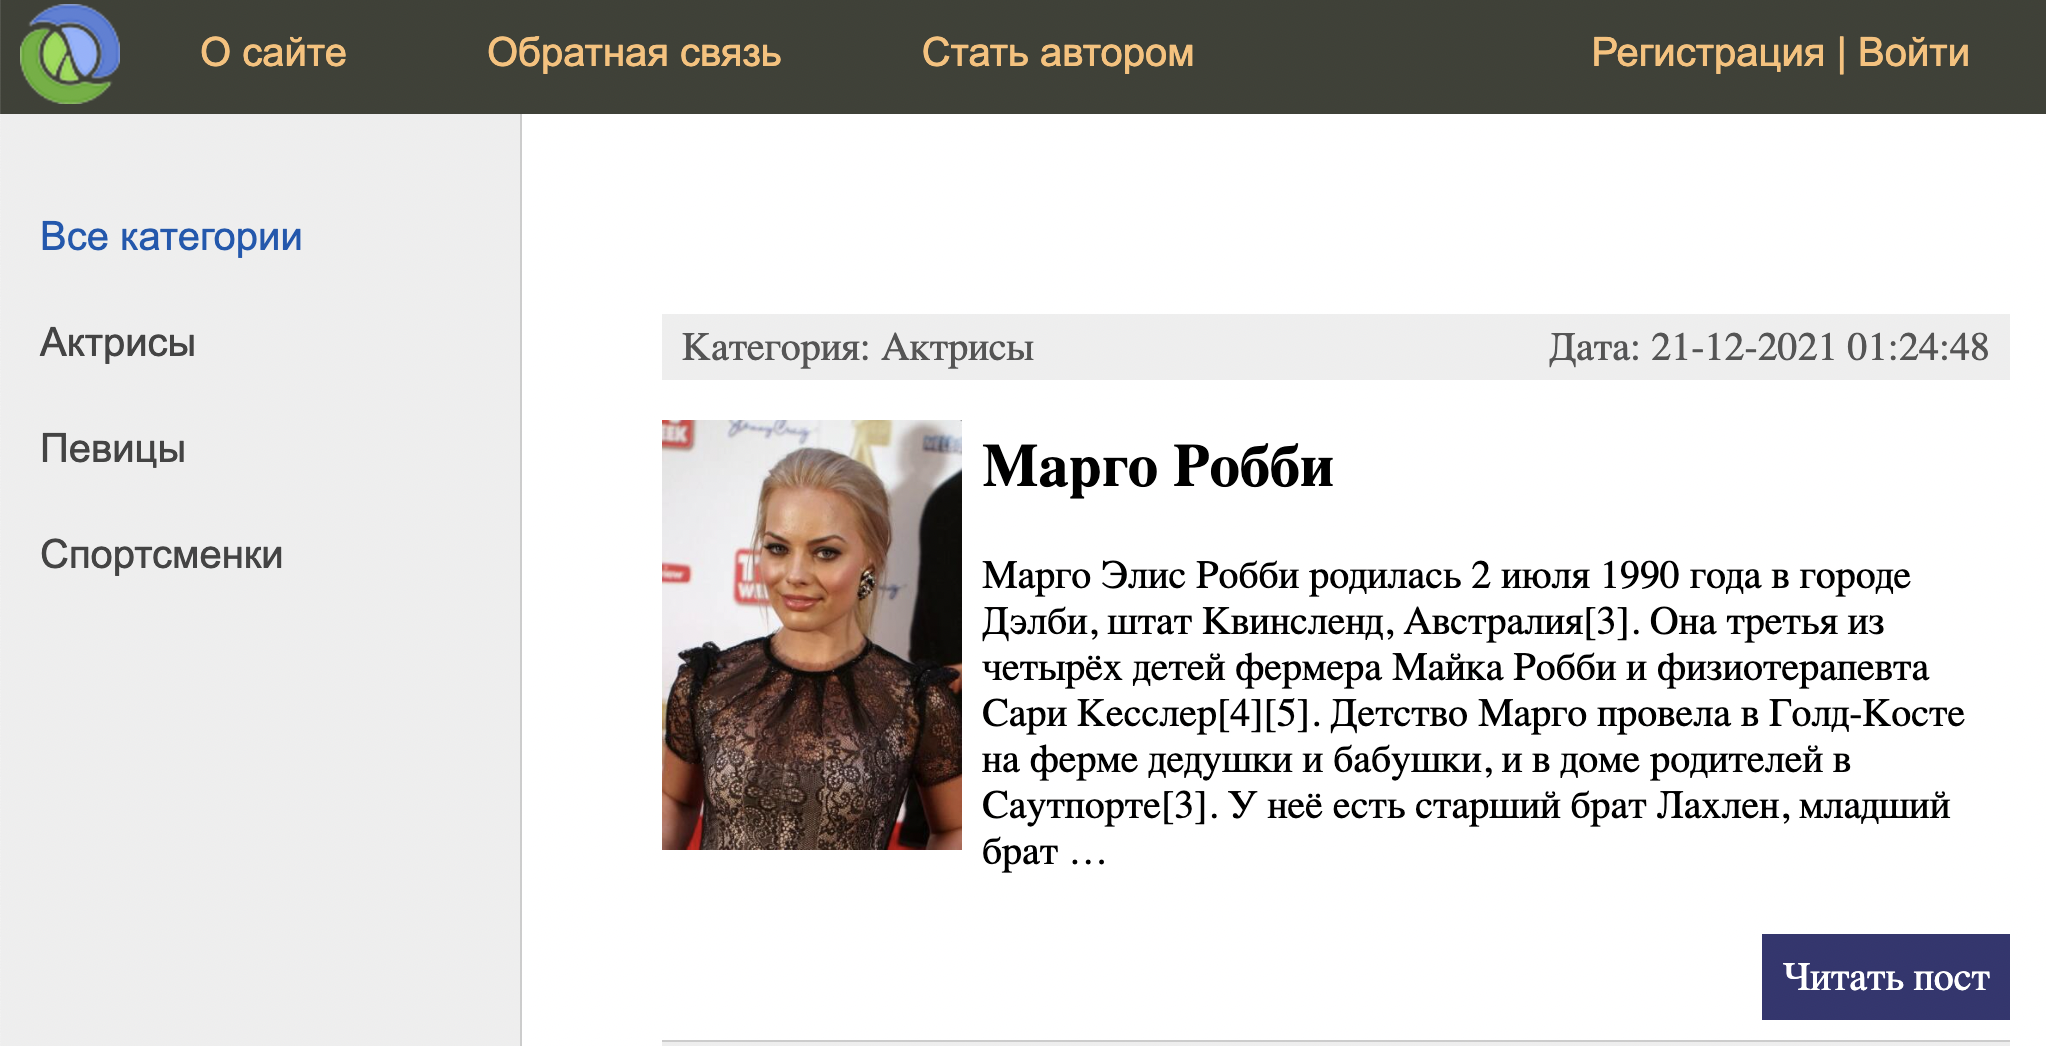 О сайте
Обратная связь
Стать автором
Регистрация | Войти
Все категории
Актрисы
Певицы
Спортсменки
Категория: Актрисы
Дата: 21-12-2021 01:24:48
Марго Робби
Марго Элис Робби родилась 2 июля 1990 года в городе
Дэлби, штат Квинсленд, Австралия[3]. Она третья из
четырёх детей фермера Майка Робби и физиотерапевта
Сари Кесслер[4][5]. Детство Марго провела в Голд-Косте
на ферме дедушки и бабушки, и в доме родителей в
Саутпорте[3]. У неё есть старший брат Лахлен, младший
брат …
Читать пост